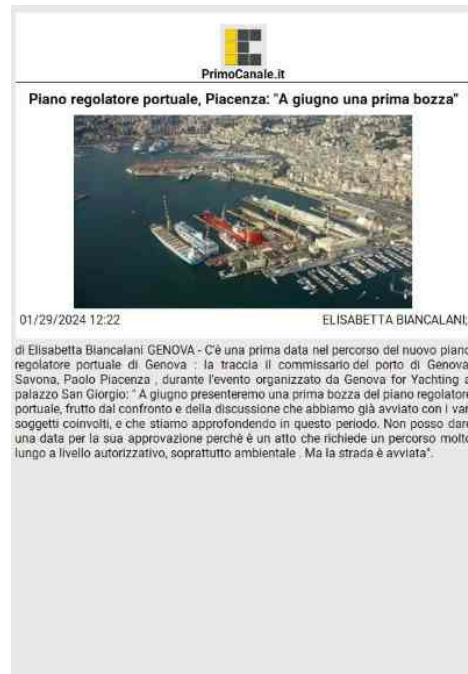 PrimoCanale.it
Piano regolatore portuale, Piacenza: "A giugno una prima bozza"
01/29/2024 12:22 ELISABETTA BIANCALANI;
di Elisabetta Biancalani GENOVA - C'è una prima data nel percorso del nuovo piano
regolatore portuale di Genova : la traccia il commissario del porto di Genova
Savona, Paolo Piacenza , durante l'evento organizzato da Genova for Yachting a
palazzo San Giorgio: " A giugno presenteremo una prima bozza del piano regolatore
portuale, frutto dal confronto e della discussione che abbiamo già avviato con i vari
soggetti coinvolti, e che stiamo approfondendo in questo periodo. Non posso dare
una data per la sua approvazione perchè è un atto che richiede un percorso molto
lungo a livello autorizzativo, soprattutto ambientale . Ma la strada è avviata".